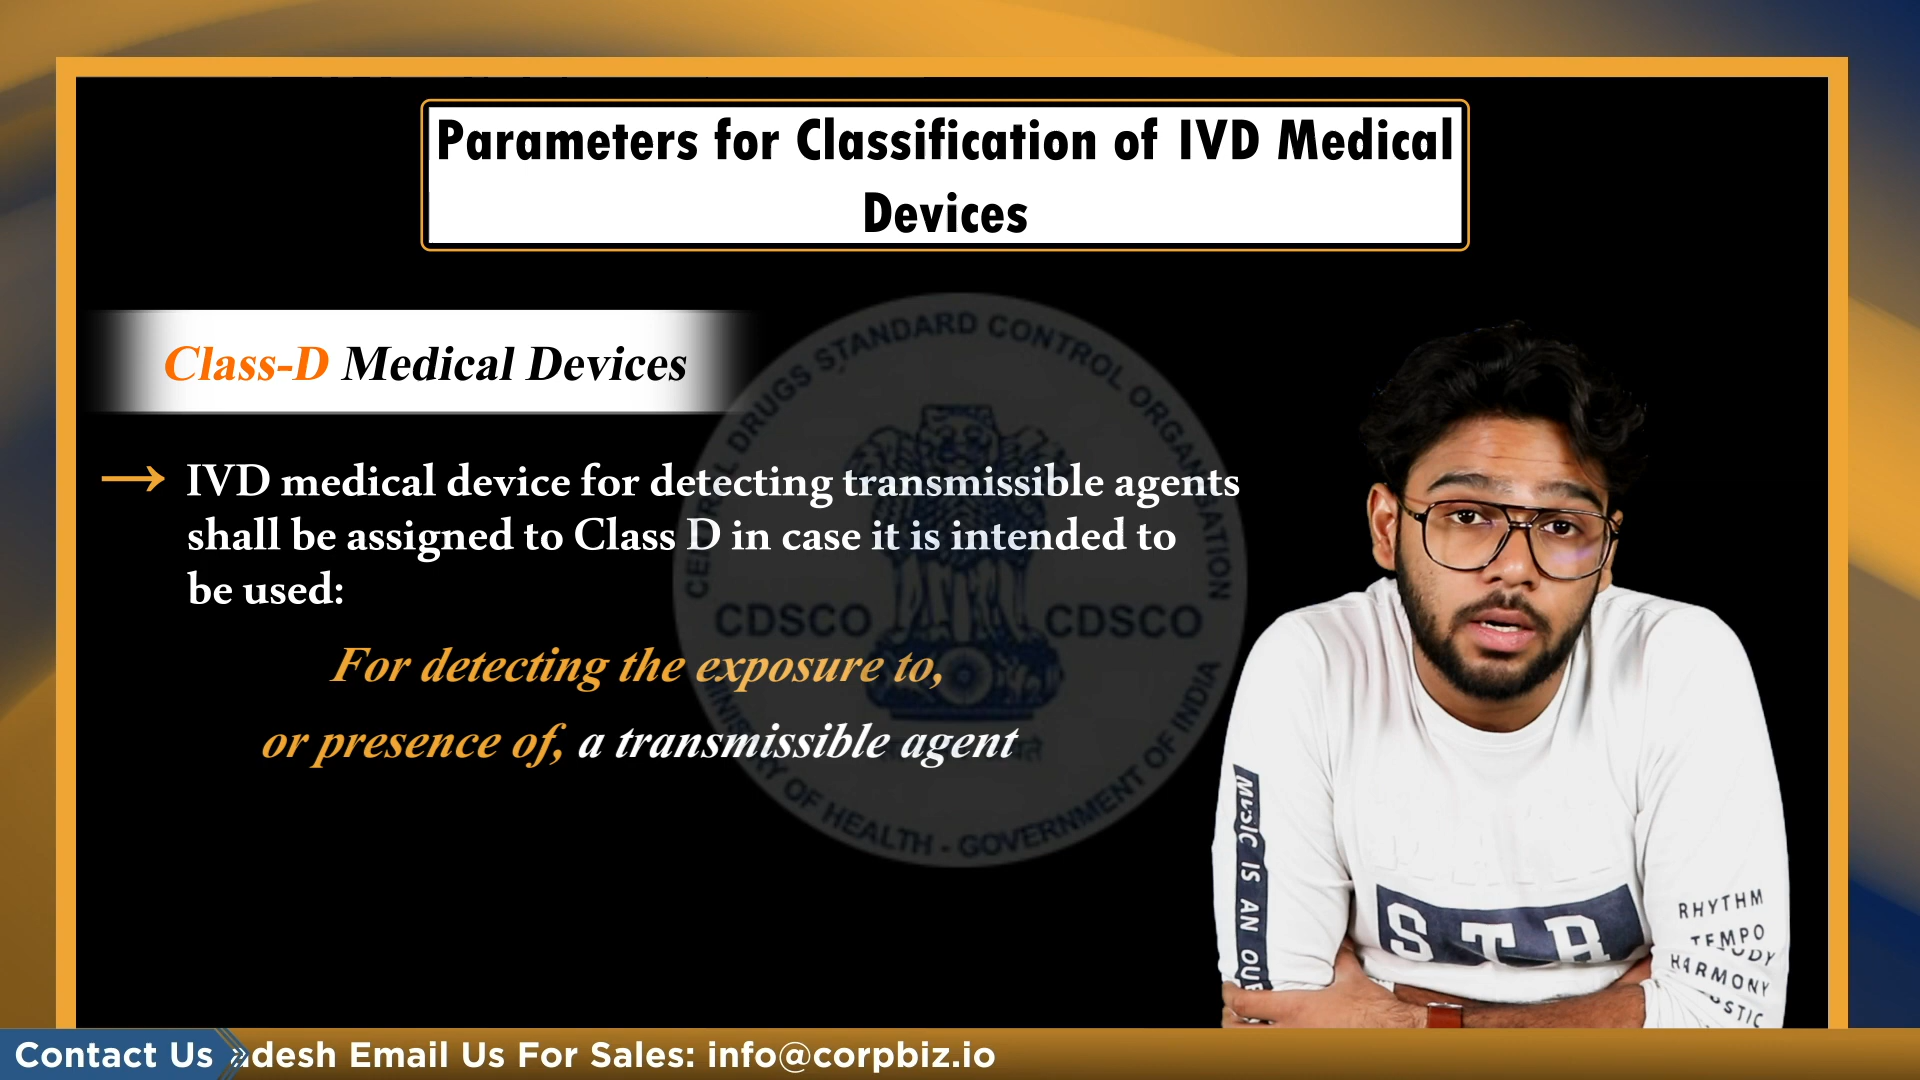 Parameters for Classification of IVD Medical
Devices
Class-D Medical Devices
→ IVD medical device for detecting transmissible agents
shall be assigned to Class D in case it is intended to
be used:
For detecting the exposure to,
or presence of, a transmissible agent
DRUGS STANDARD CONTROL ORGANISATION
CDSCO CDSCO
MINISTRY OF HEALTH - GOVERNMENT OF INDIA
MUSIC IS AN
STR
RHYTHM
TEMPO
HARMONY
Contact Us
adesh Email Us For Sales: info@corpbiz.io